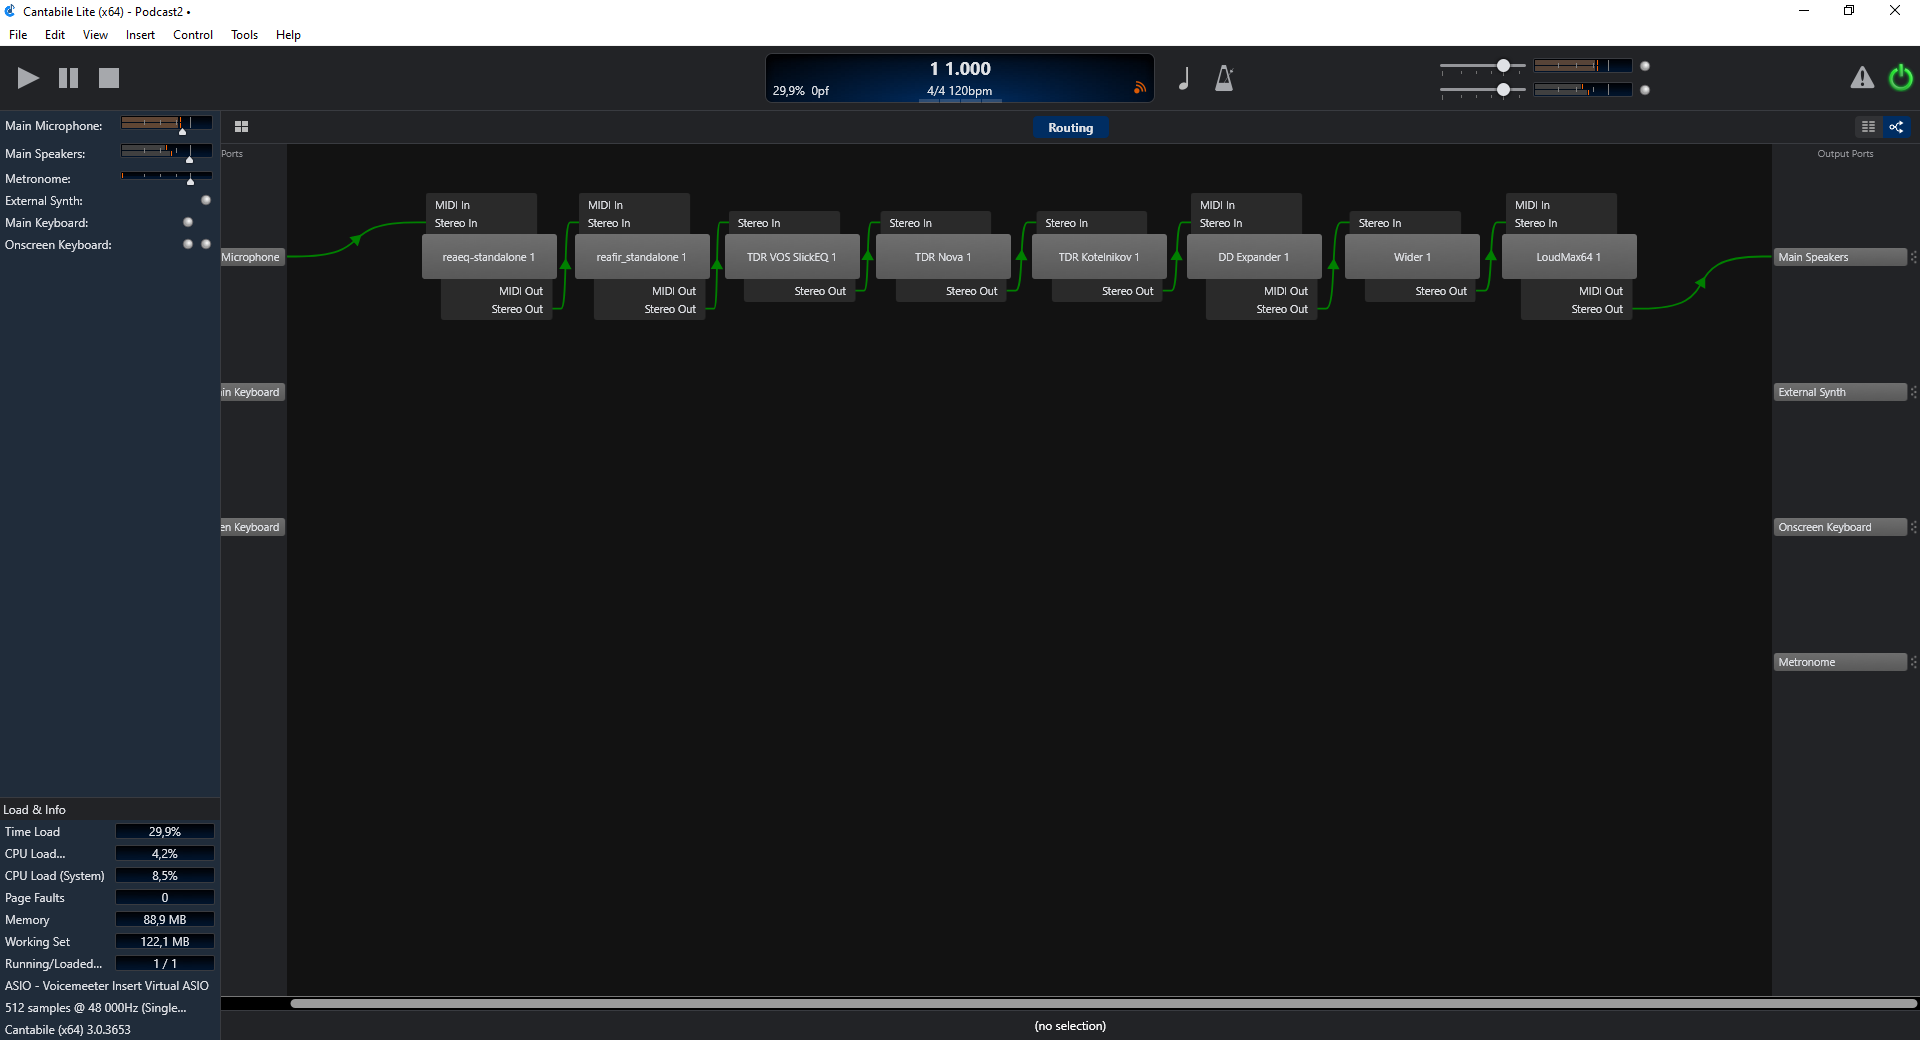 Cantabile Lite (x64) - Podcast2 •
File Edit View Insert Control Tools Help
1 1.000
29,9% 0pf
4/4 120bpm
Main Microphone:
Main Speakers:
Metronome:
External Synth:
Main Keyboard:
Onscreen Keyboard:
Routing
Ports
Output Ports
MIDI In
Stereo In
reaeq-standalone 1
MIDI Out
Stereo Out
MIDI In
Stereo In
reafir_standalone 1
MIDI Out
Stereo Out
Stereo In
TDR VOS SlickEQ 1
Stereo Out
Stereo In
TDR Nova 1
Stereo Out
Stereo In
TDR Kotelnikov 1
Stereo Out
MIDI In
Stereo In
DD Expander 1
MIDI Out
Stereo Out
Stereo In
Wider 1
Stereo Out
MIDI In
Stereo In
LoudMax64 1
MIDI Out
Stereo Out
Microphone
in Keyboard
en Keyboard
Main Speakers
External Synth
Onscreen Keyboard
Metronome
Load & Info
Time Load 29,9%
CPU Load... 4,2%
CPU Load (System) 8,5%
Page Faults 0
Memory 88,9 MB
Working Set 122,1 MB
Running/Loaded... 1 / 1
ASIO - Voicemeeter Insert Virtual ASIO
512 samples @ 48 000Hz (Single...
Cantabile (x64) 3.0.3653
(no selection)